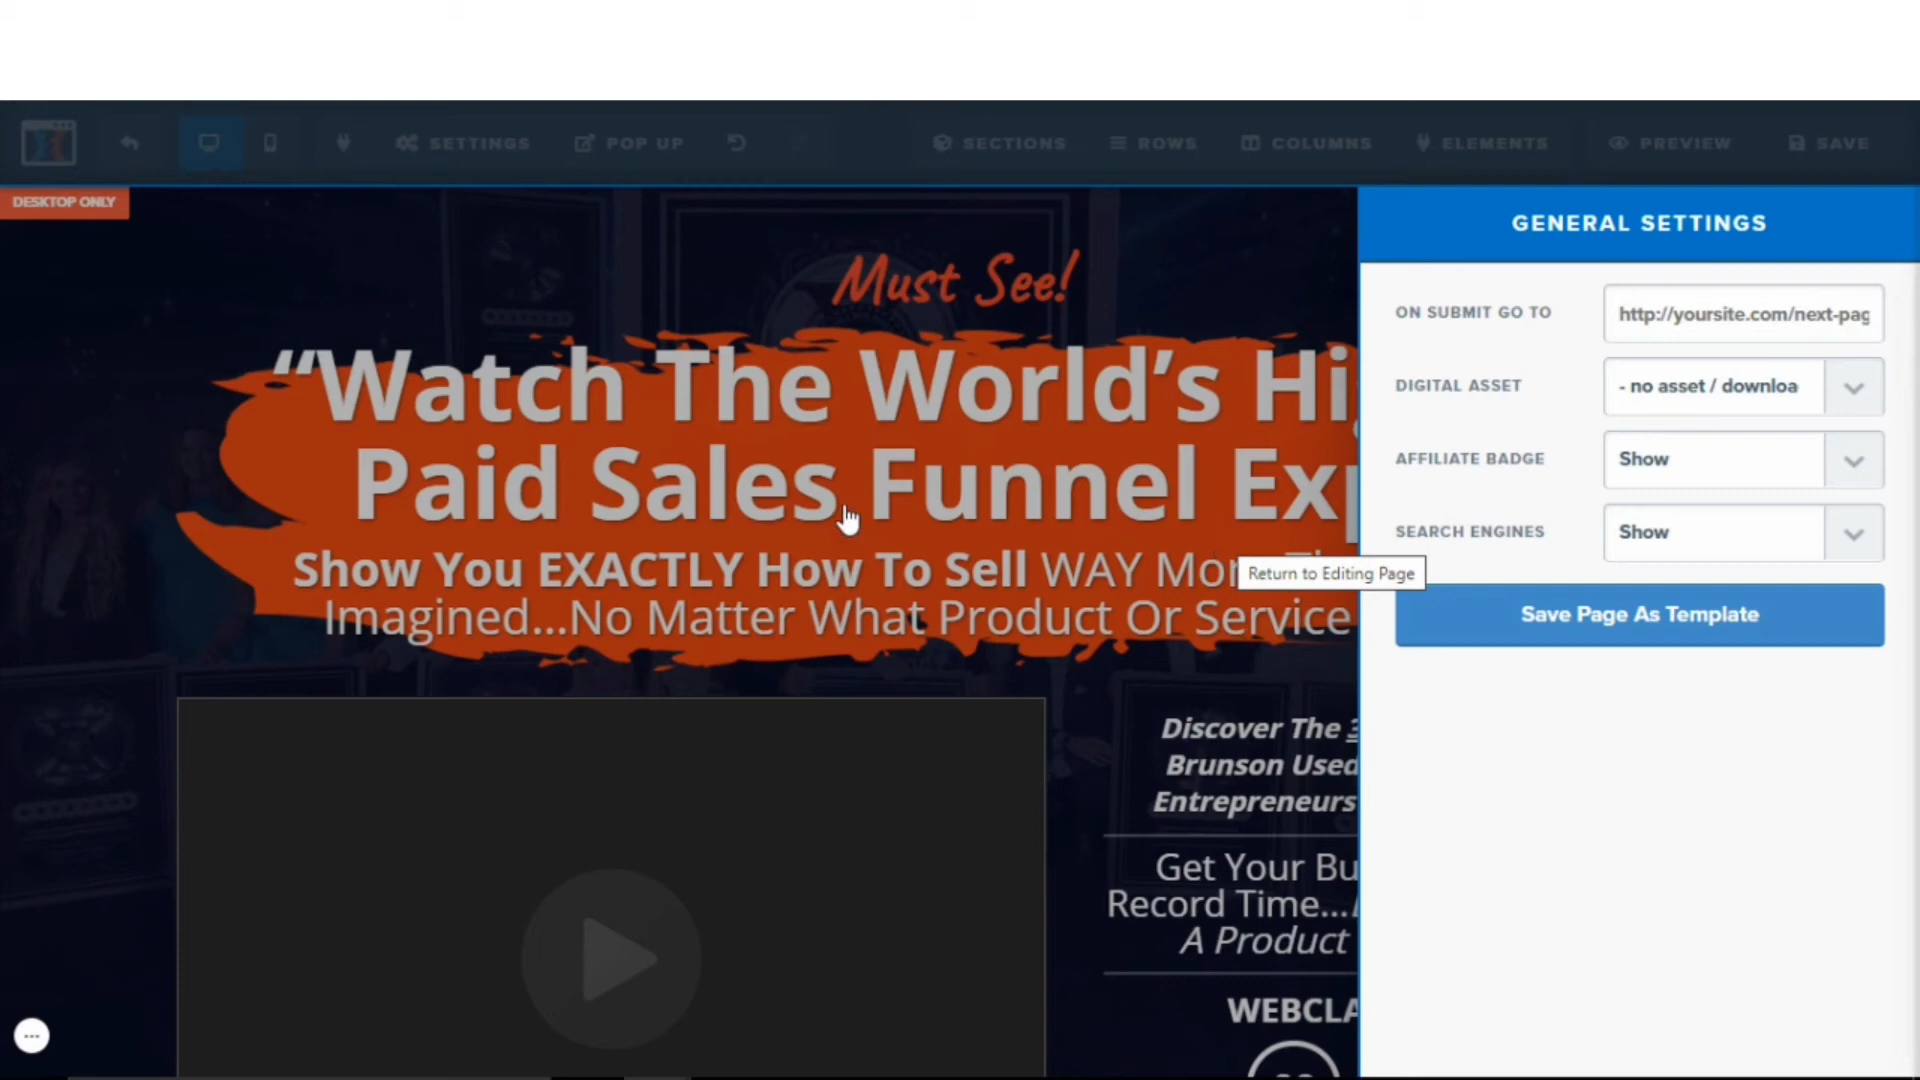 SETTINGS
POP UP
SECTIONS
ROWS
COLUMNS
ELEMENTS
PREVIEW
SAVE
DESKTOP ONLY
Must See!
“Watch The World’s Hi
Paid Sales Funnel Exp
Show You EXACTLY How To Sell WAY Mor
Imagined...No Matter What Product Or Service
Discover The 3
Brunson Used
Entrepreneurs
Get Your Bu
Record Time...
A Product
WEBCLA
GENERAL SETTINGS
ON SUBMIT GO TO
http://yoursite.com/next-pag
DIGITAL ASSET
- no asset / downloa
AFFILIATE BADGE
Show
SEARCH ENGINES
Show
Return to Editing Page
Save Page As Template